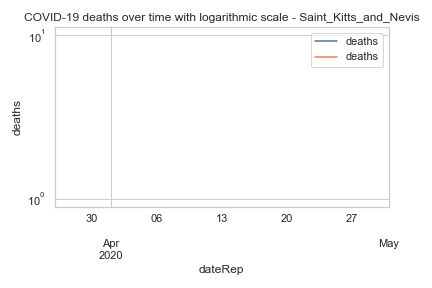 COVID-19 deaths over time with logarithmic scale - Saint_Kitts_and_Nevis
deaths
deaths
10¹
deaths
10⁰
30 06 13 20 27
Apr May
2020
dateRep